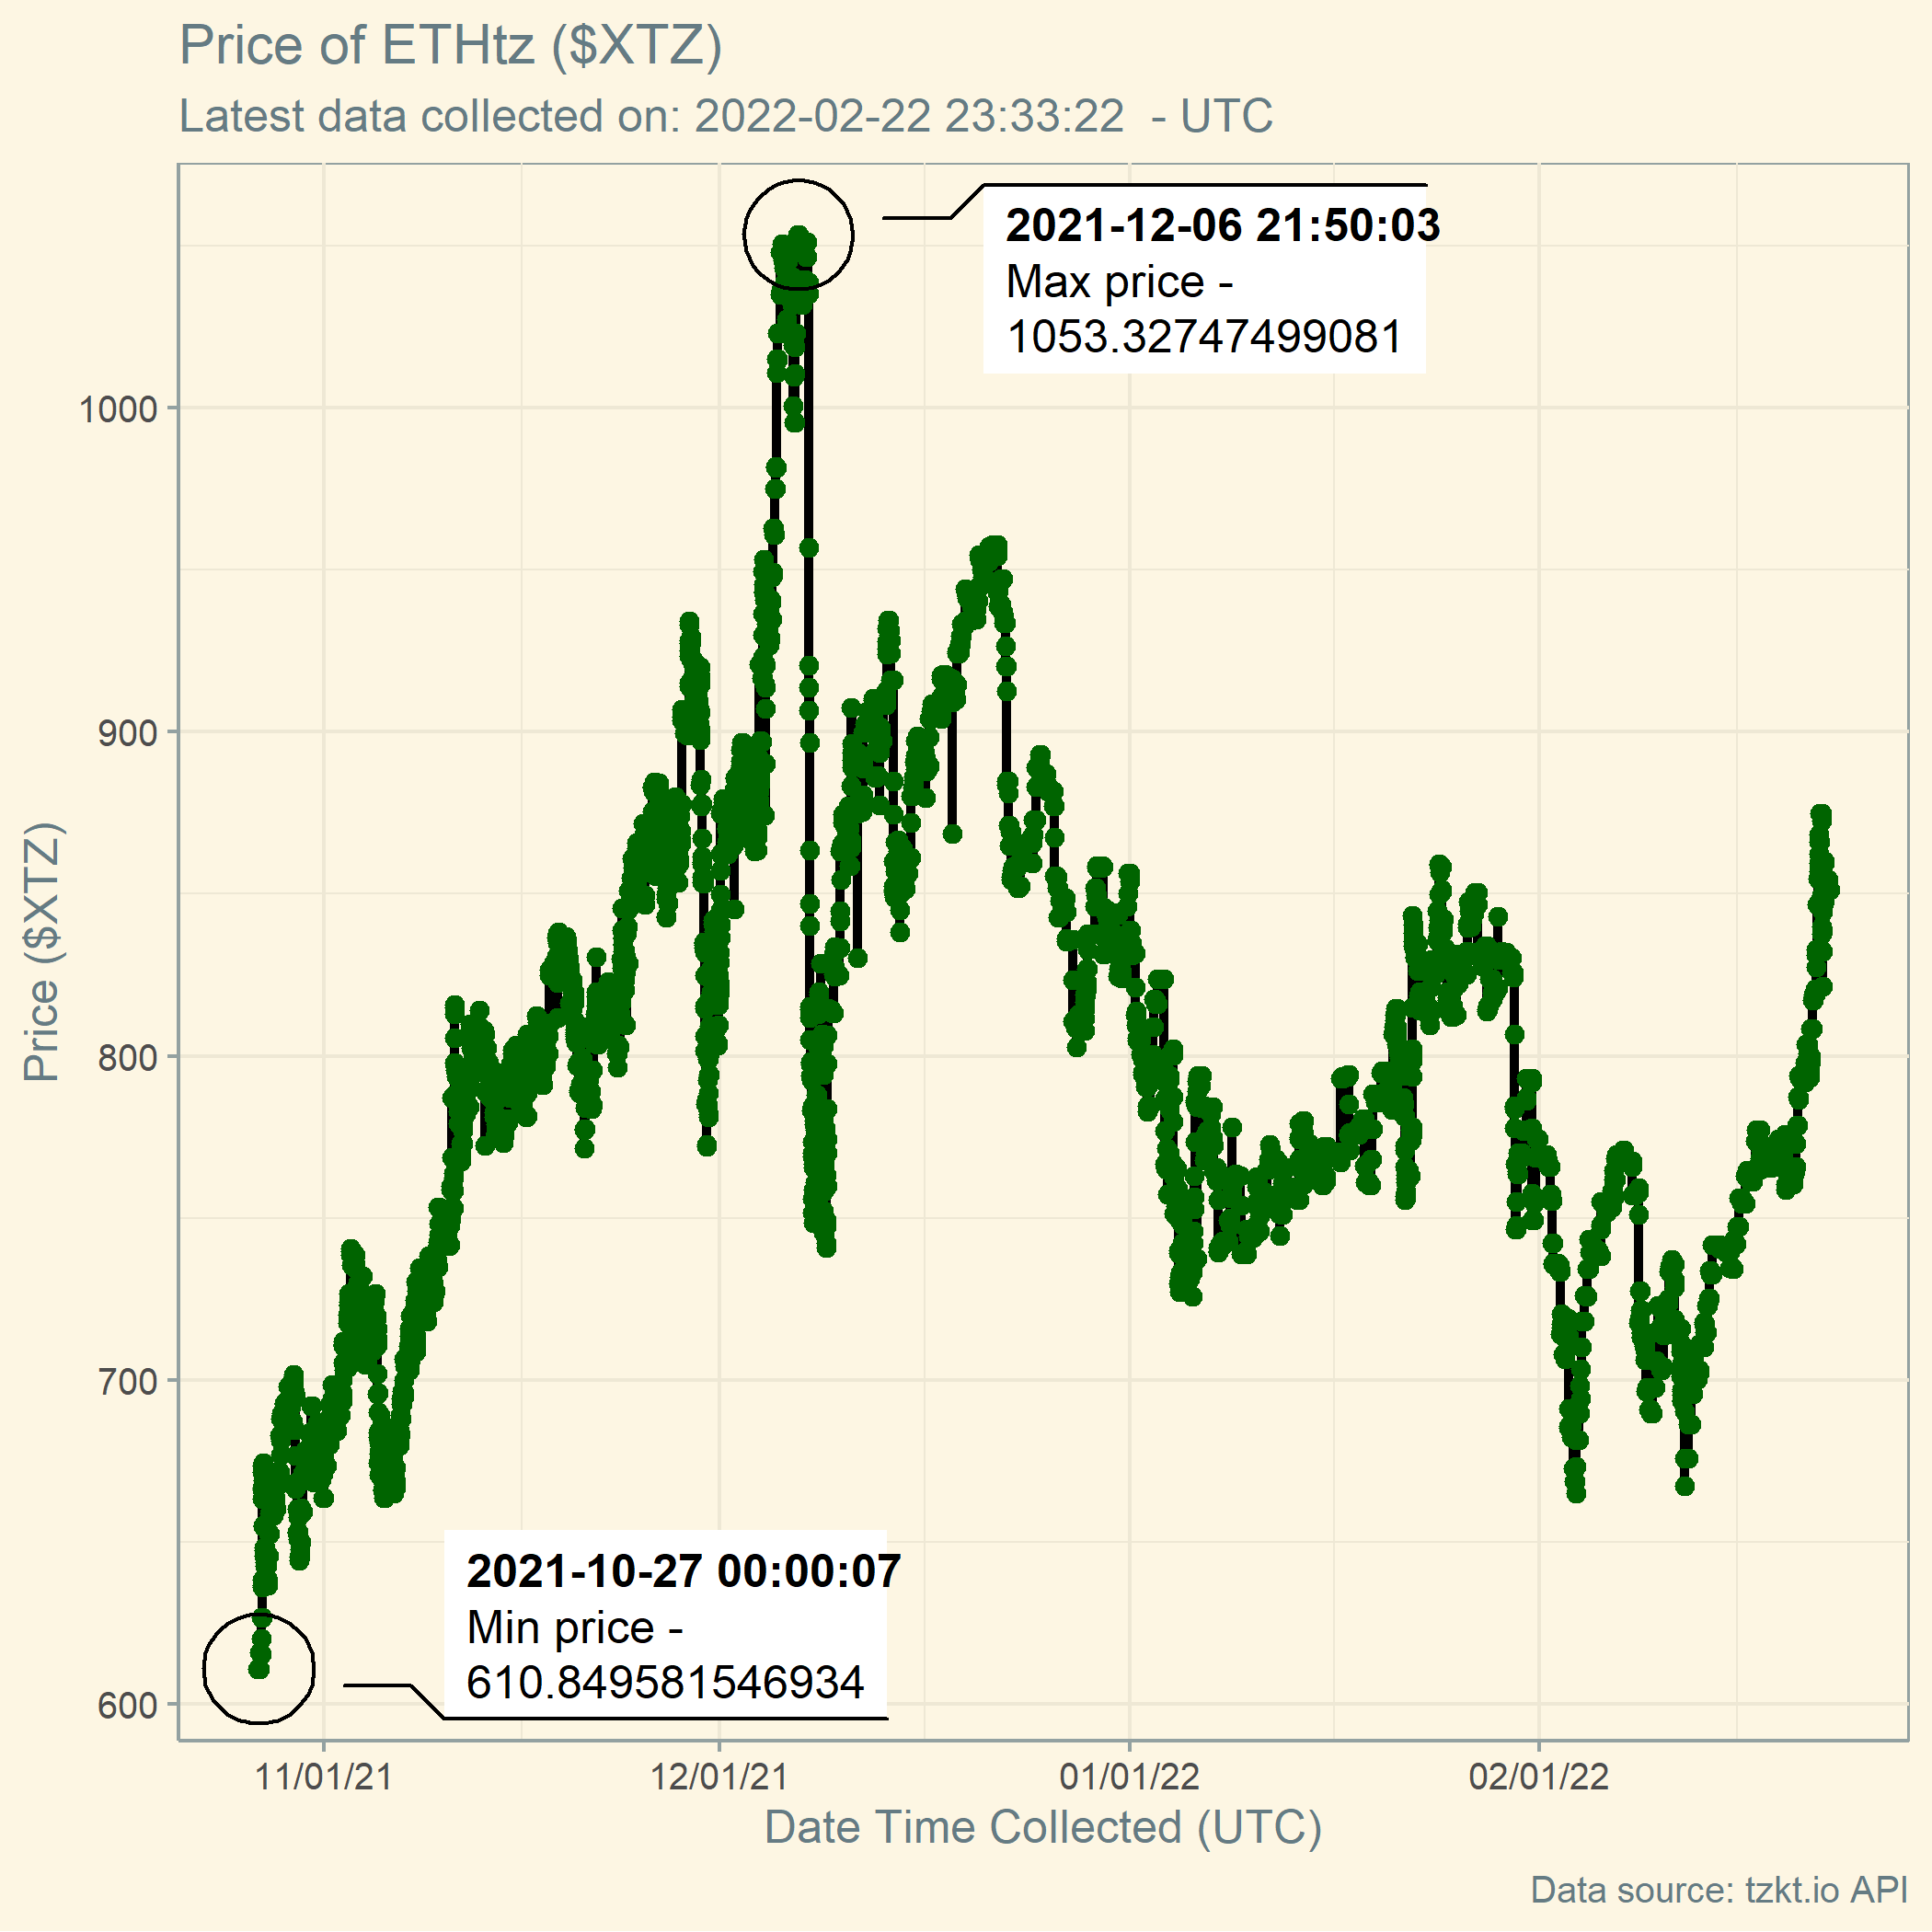 Price of ETHtz ($XTZ)
Latest data collected on: 2022-02-22 23:33:22  - UTC
2021-12-06 21:50:03
Max price -
1053.32747499081
1000
900
800
700
600
Price ($XTZ)
2021-10-27 00:00:07
Min price -
610.849581546934
11/01/21
12/01/21
01/01/22
02/01/22
Date Time Collected (UTC)
Data source: tzkt.io API